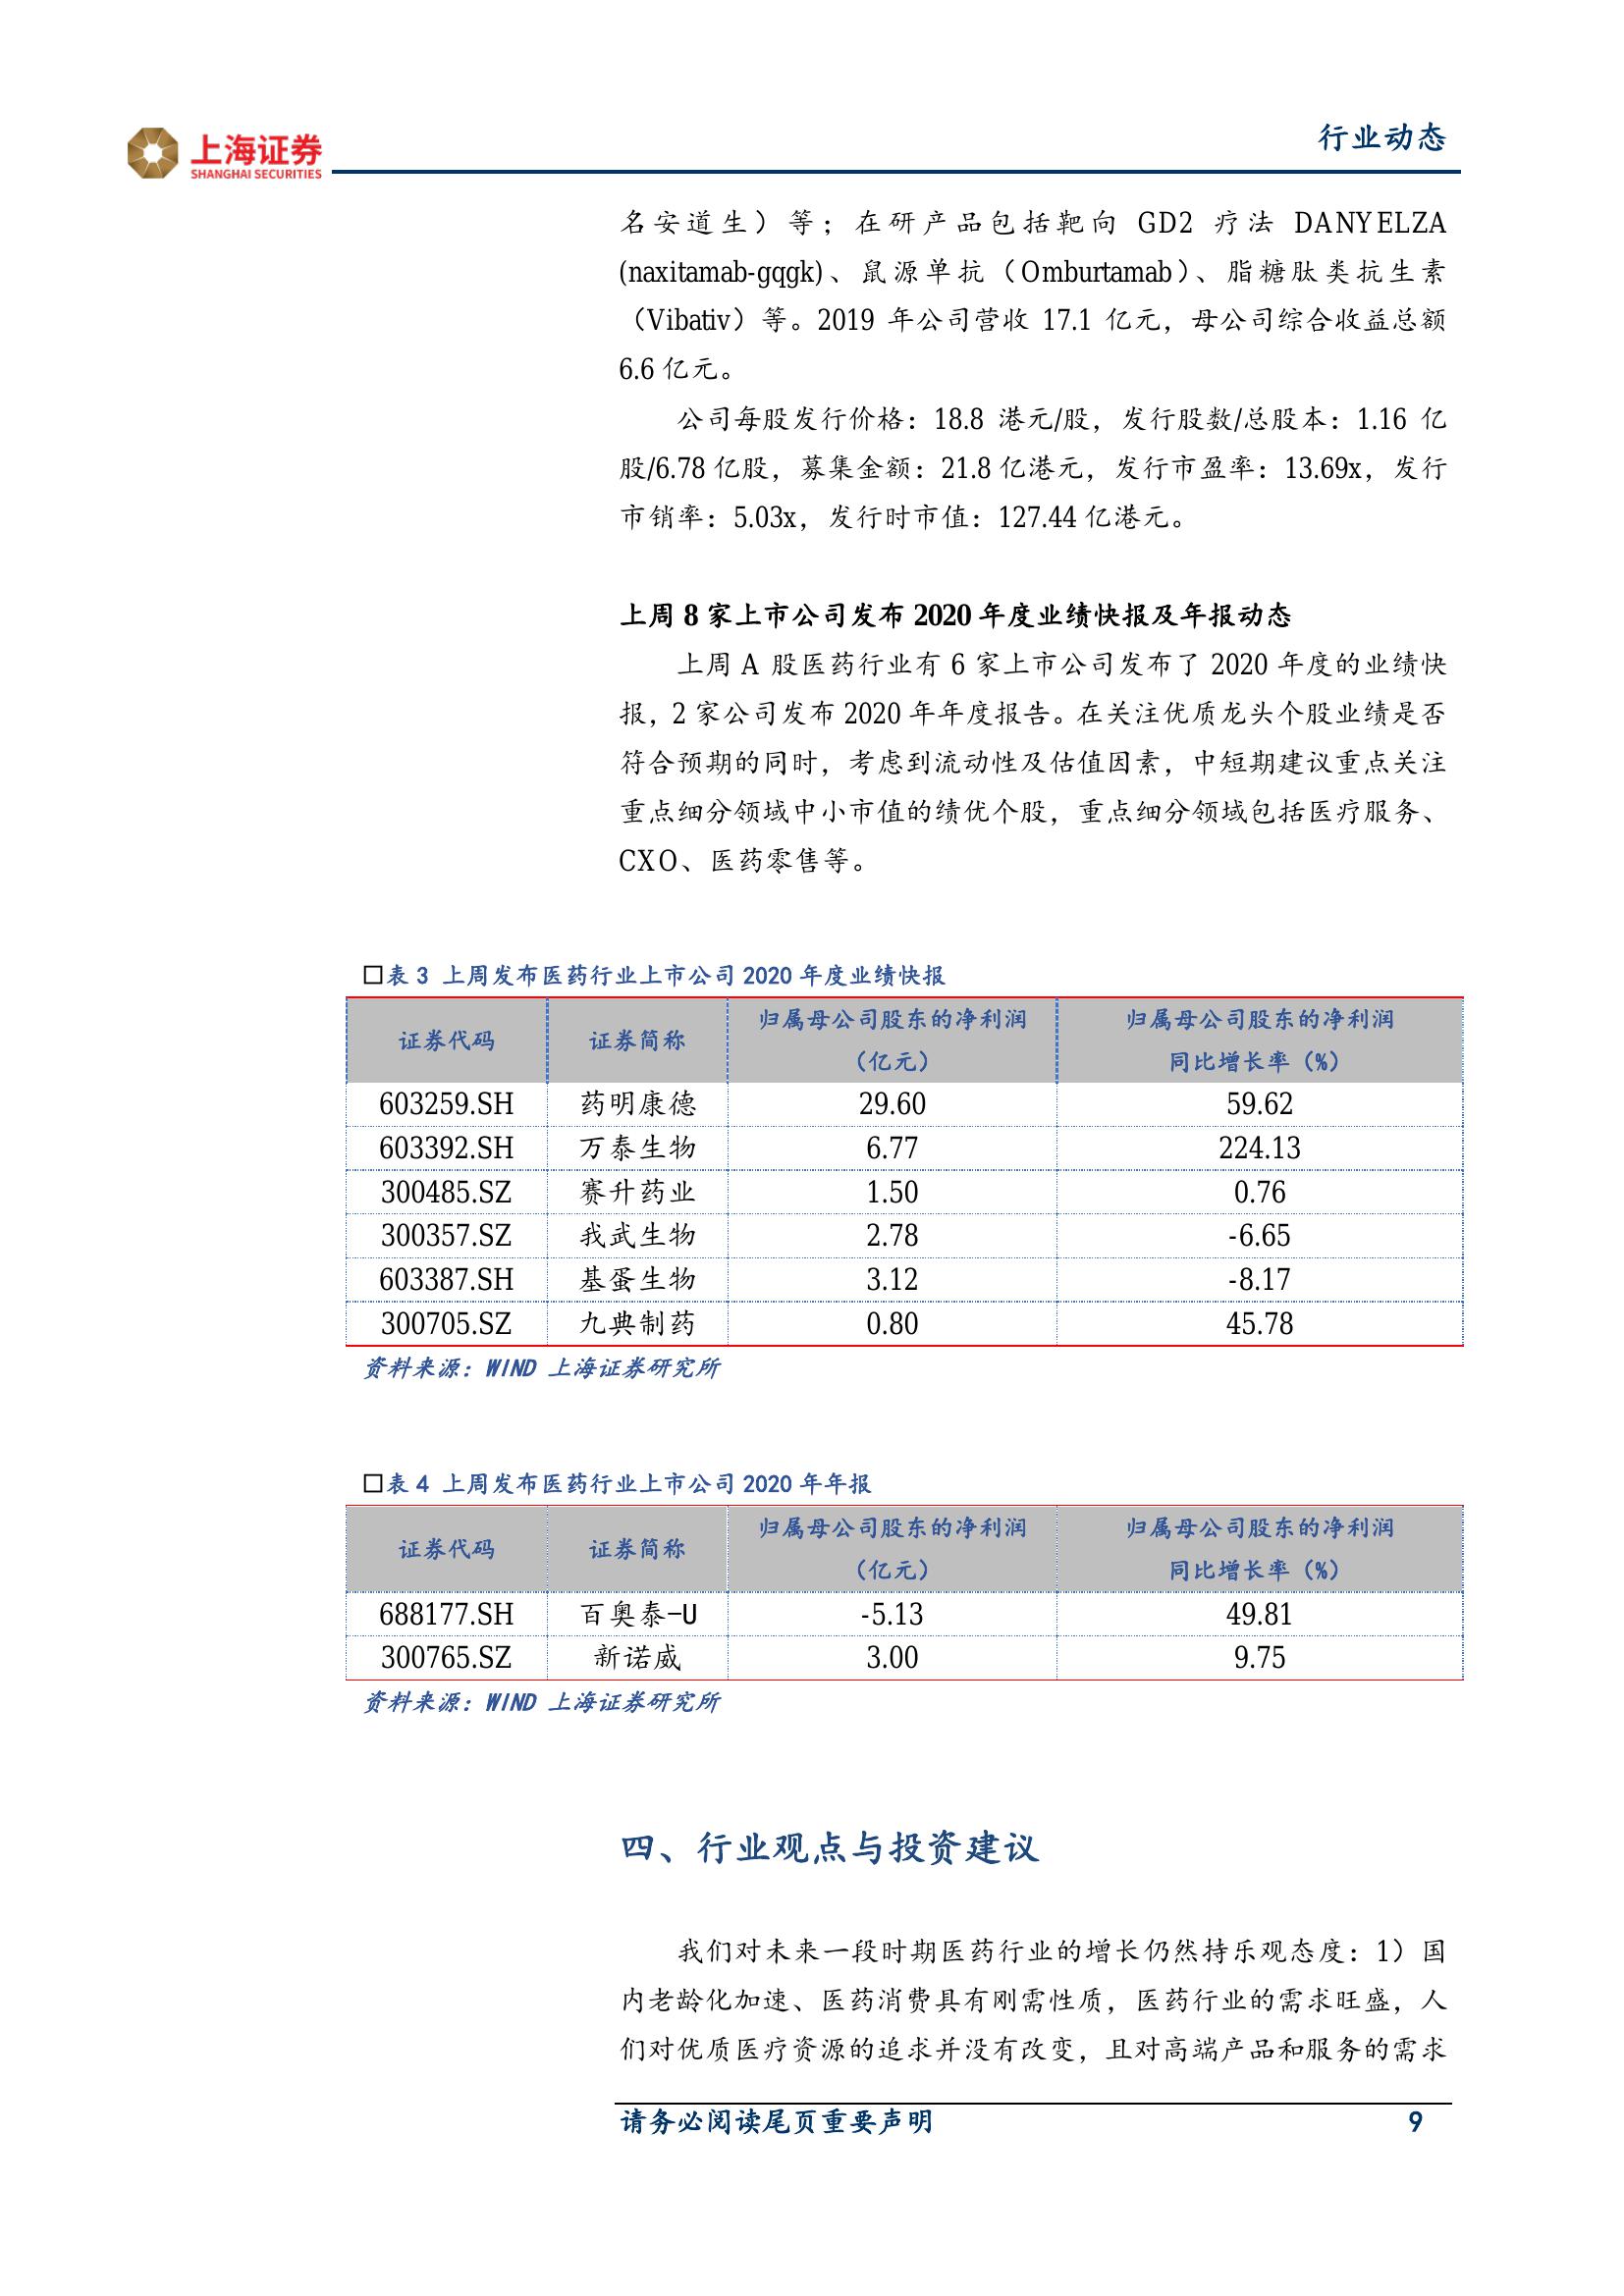 上海证券
SHANGHAI SECURITIES
行业动态
名安道生）等；在研产品包括靶向 GD2 疗法 DANYELZA
(naxitamab-gqgk)、鼠源单抗（Omburtamab）、脂糖肽类抗生素
（Vibativ）等。2019 年公司营收 17.1 亿元，母公司综合收益总额
6.6 亿元。
公司每股发行价格：18.8 港元/股，发行股数/总股本：1.16 亿
股/6.78 亿股，募集金额：21.8 亿港元，发行市盈率：13.69x，发行
市销率：5.03x，发行时市值：127.44 亿港元。
上周 8 家上市公司发布 2020 年度业绩快报及年报动态
上周 A 股医药行业有 6 家上市公司发布了 2020 年度的业绩快
报，2 家公司发布 2020 年年度报告。在关注优质龙头个股业绩是否
符合预期的同时，考虑到流动性及估值因素，中短期建议重点关注
重点细分领域中小市值的绩优个股，重点细分领域包括医疗服务、
CXO、医药零售等。
□表 3 上周发布医药行业上市公司 2020 年度业绩快报
证券代码 证券简称 归属母公司股东的净利润（亿元） 归属母公司股东的净利润同比增长率（%）
603259.SH 药明康德 29.60 59.62
603392.SH 万泰生物 6.77 224.13
300485.SZ 赛升药业 1.50 0.76
300357.SZ 我武生物 2.78 -6.65
603387.SH 基蛋生物 3.12 -8.17
300705.SZ 九典制药 0.80 45.78
资料来源：WIND 上海证券研究所
□表 4 上周发布医药行业上市公司 2020 年年报
证券代码 证券简称 归属母公司股东的净利润（亿元） 归属母公司股东的净利润同比增长率（%）
688177.SH 百奥泰-U -5.13 49.81
300765.SZ 新诺威 3.00 9.75
资料来源：WIND 上海证券研究所
四、行业观点与投资建议
我们对未来一段时期医药行业的增长仍然持乐观态度：1）国
内老龄化加速、医药消费具有刚需性质，医药行业的需求旺盛，人
们对优质医疗资源的追求并没有改变，且对高端产品和服务的需求
请务必阅读尾页重要声明 9